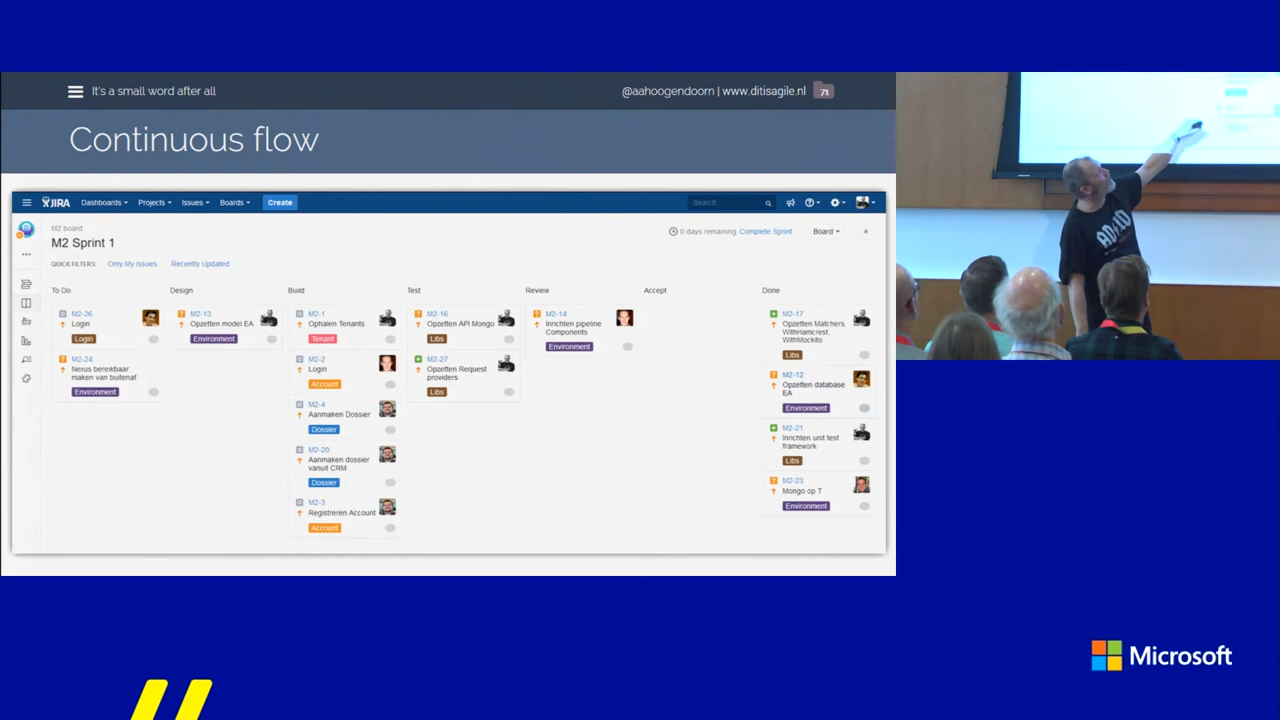 It's a small word after all
@aahoogendoorn | www.ditisagile.nl 71
Continuous flow
JIRA Dashboards Projects Issues Boards Create Search
M2 board
M2 Sprint 1
0 days remaining Complete Sprint Board
QUICK FILTERS: Only My Issues Recently Updated
To Do
M2-26
Login
Login
M2-24
Nexus bereikbaar
maken van buitenaf
Environment
Design
M2-13
Opzetten model EA
Environment
Build
M2-1
Ophalen Tenants
Tenant
M2-2
Login
Account
M2-4
Aanmaken Dossier
Dossier
M2-20
Aanmaken dossier
vanuit CRM
Dossier
M2-3
Registreren Account
Account
Test
M2-16
Opzetten API Mongo
Libs
M2-27
Opzetten Request
providers
Libs
Review
M2-14
Inrichten pipeline
Components
Environment
Accept
Done
M2-17
Opzetten Matchers,
WithHamcrest,
WithMockito
Libs
M2-12
Opzetten database
EA
Environment
M2-21
Inrichten unit test
framework
Libs
M2-23
Mongo op T
Environment
Microsoft